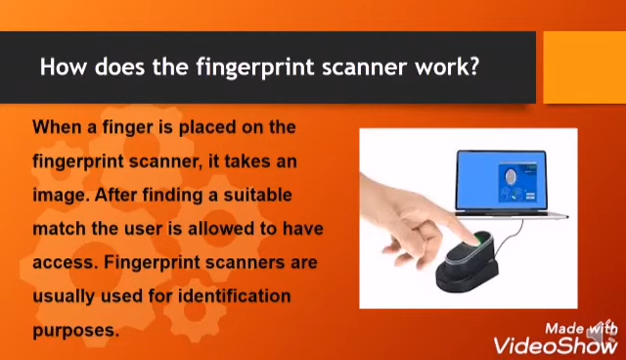 How does the fingerprint scanner work?
When a finger is placed on the
fingerprint scanner, it takes an
image. After finding a suitable
match the user is allowed to have
access. Fingerprint scanners are
usually used for identification
purposes.
Made with
VideoShow